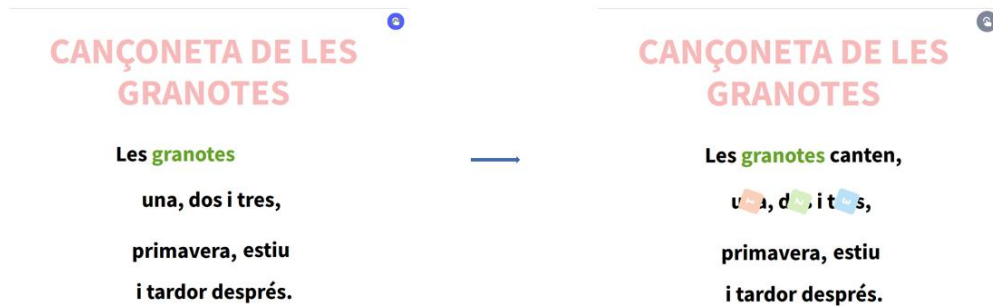 CANÇONETA DE LES
GRANOTES
Les granotes
una, dos i tres,
primavera, estiu
i tardor després.
CANÇONETA DE LES
GRANOTES
Les granotes canten,
i
primavera, estiu
i tardor després.